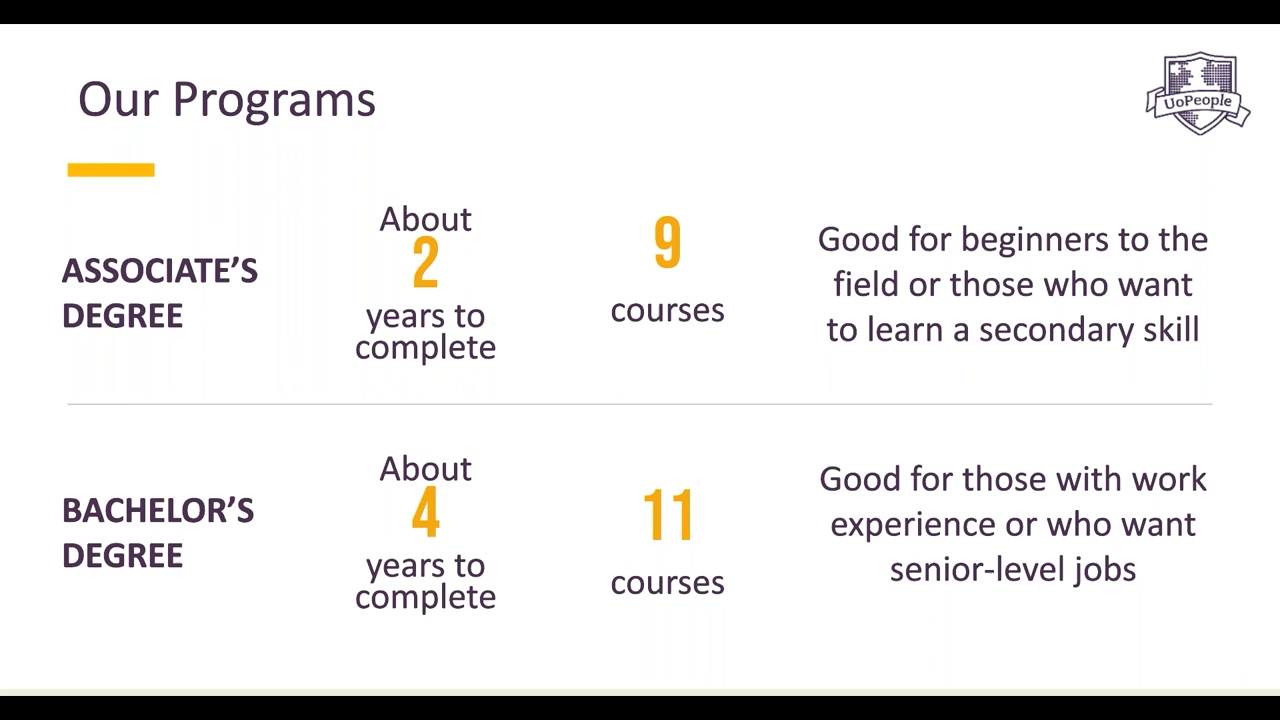 Our Programs
UoPeople
ASSOCIATE’S
DEGREE
About
2
years to
complete
9
courses
Good for beginners to the
field or those who want
to learn a secondary skill
BACHELOR’S
DEGREE
About
4
years to
complete
11
courses
Good for those with work
experience or who want
senior-level jobs